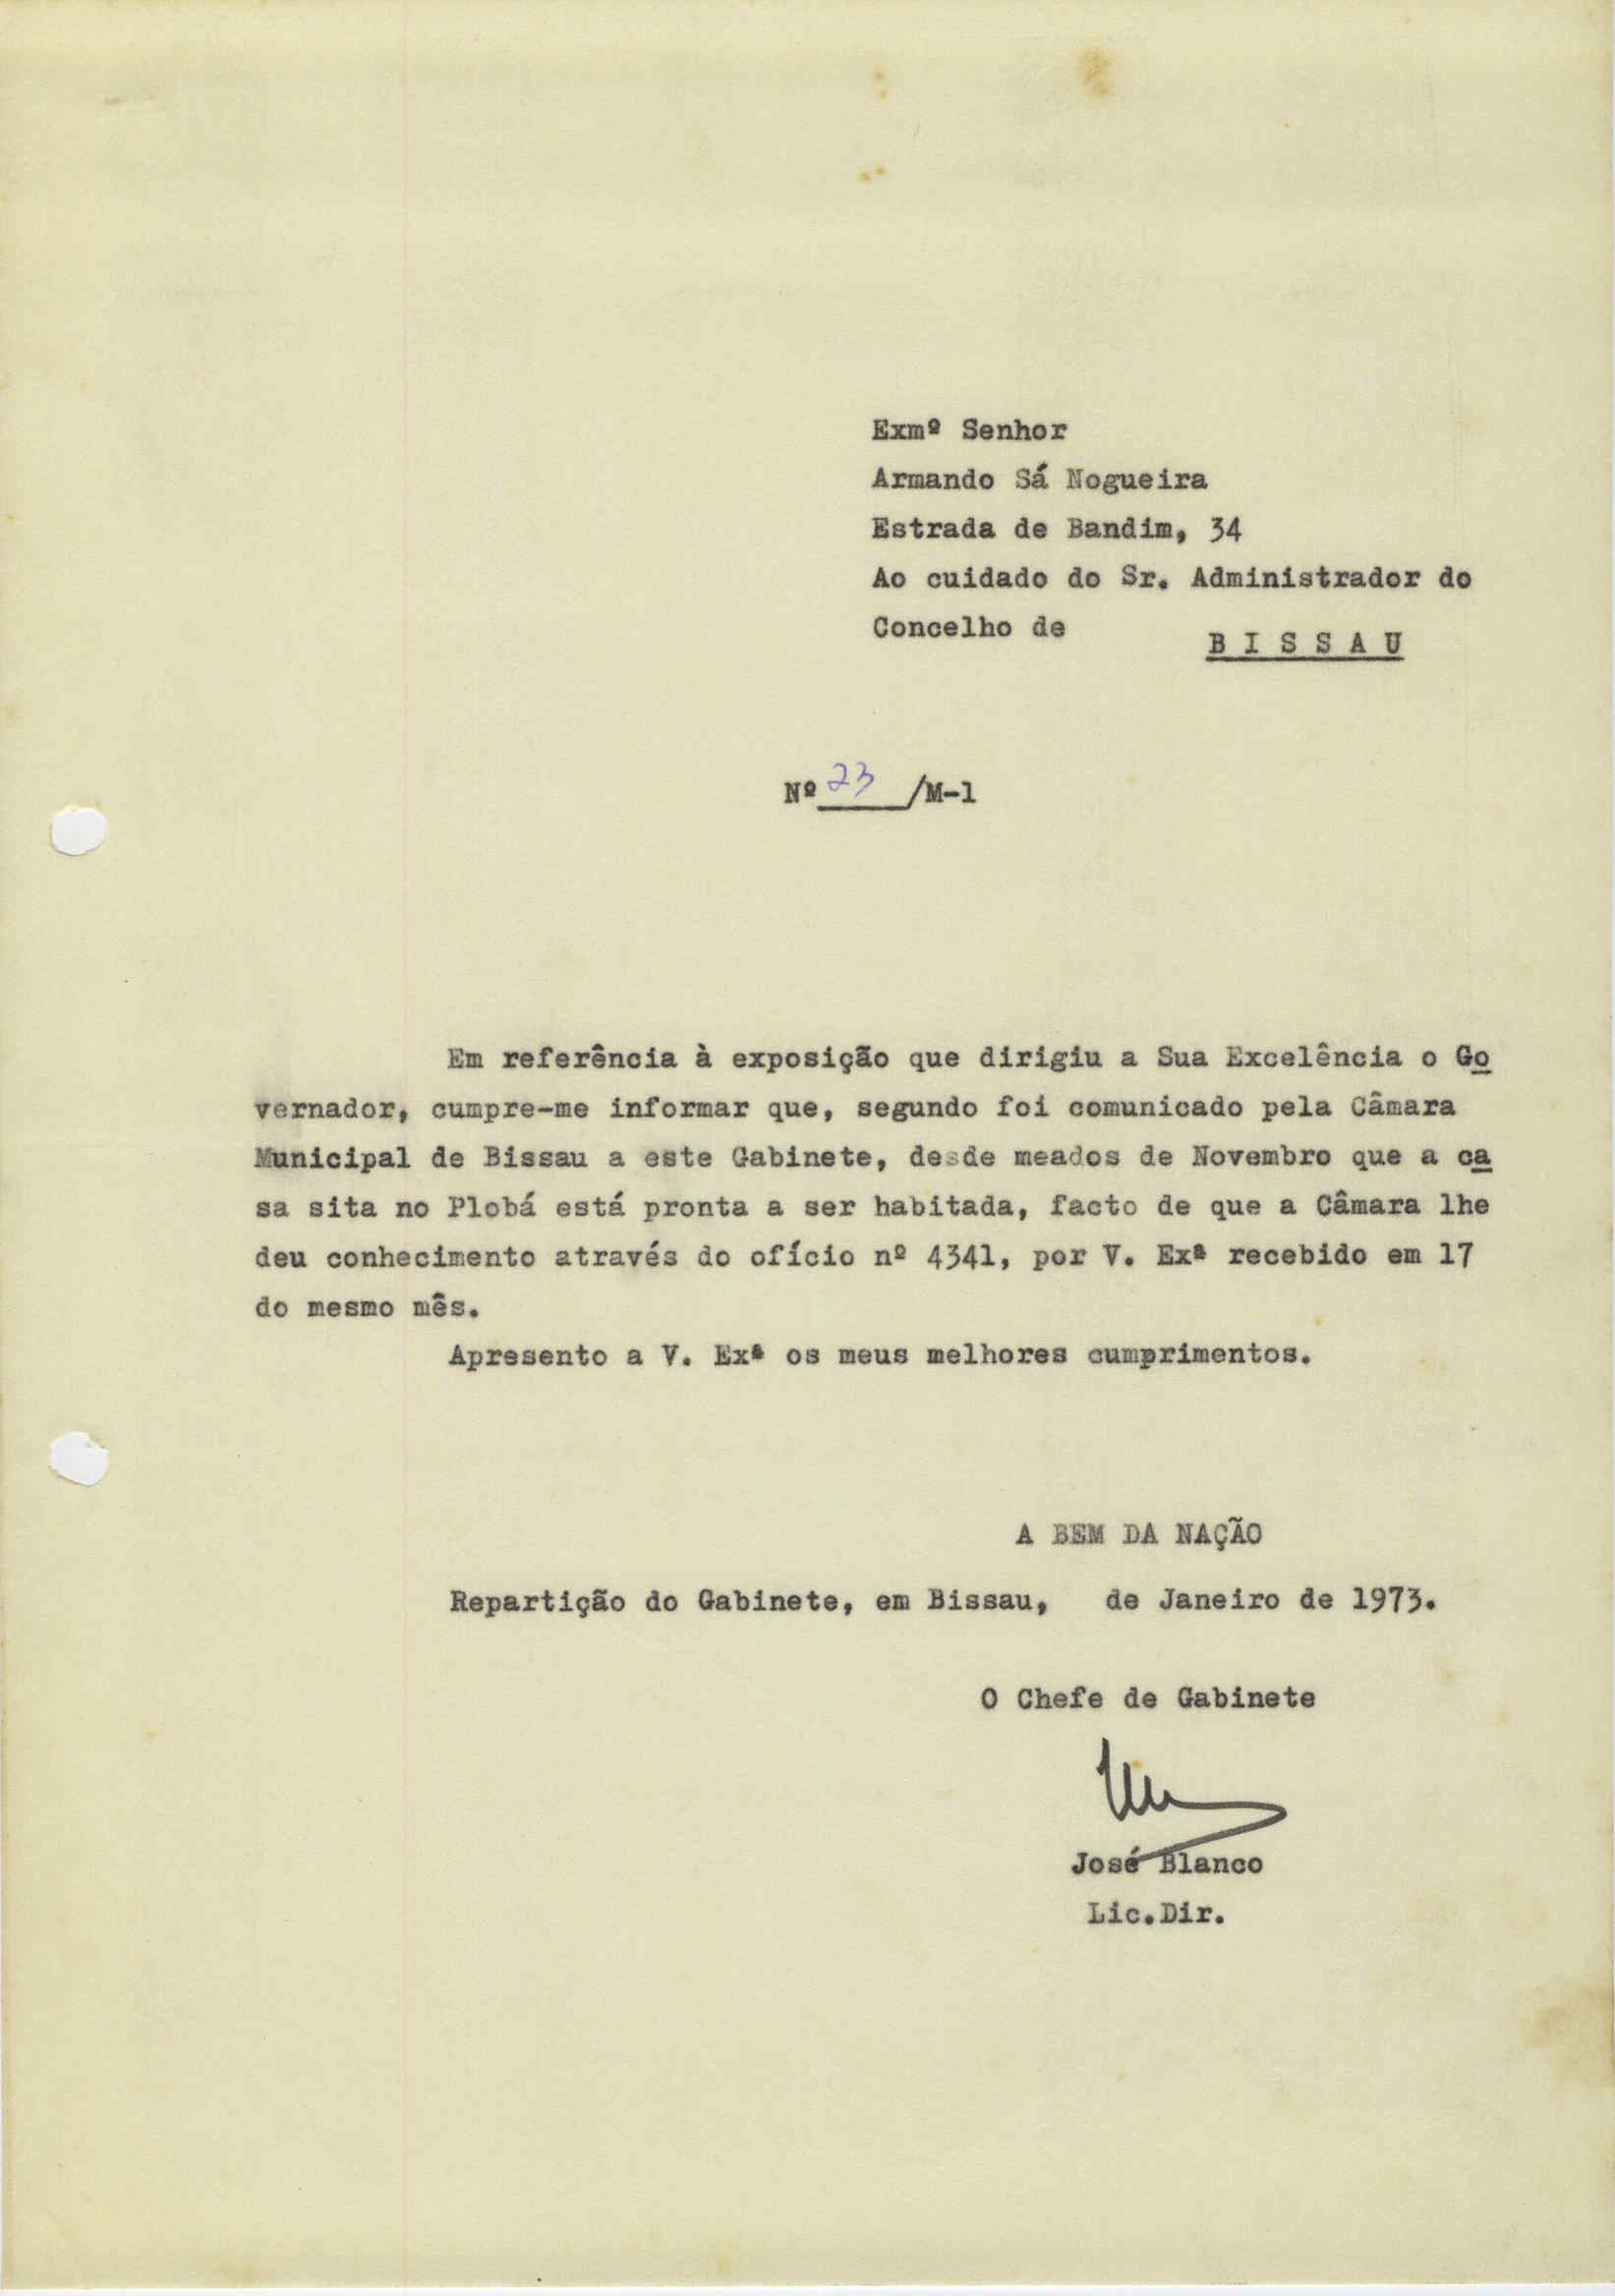 Exmº Senhor
Armando Sá Nogueira
Estrada de Bandim, 34
Ao cuidado do Sr. Administrador do
Concelho de
B I S S A U
Nº 23 /M-1
Em referência à exposição que dirigiu a Sua Excelência o Go
vernador, cumpre-me informar que, segundo foi comunicado pela Câmara
Municipal de Bissau a este Gabinete, desde meados de Novembro que a ca
sa sita no Plobá está pronta a ser habitada, facto de que a Câmara lhe
deu conhecimento através do ofício nº 4341, por V. Exª recebido em 17
do mesmo mês.
Apresento a V. Exª os meus melhores cumprimentos.
A BEM DA NAÇÃO
Repartição do Gabinete, em Bissau,   de Janeiro de 1973.
O Chefe de Gabinete
José Blanco
Lic.Dir.